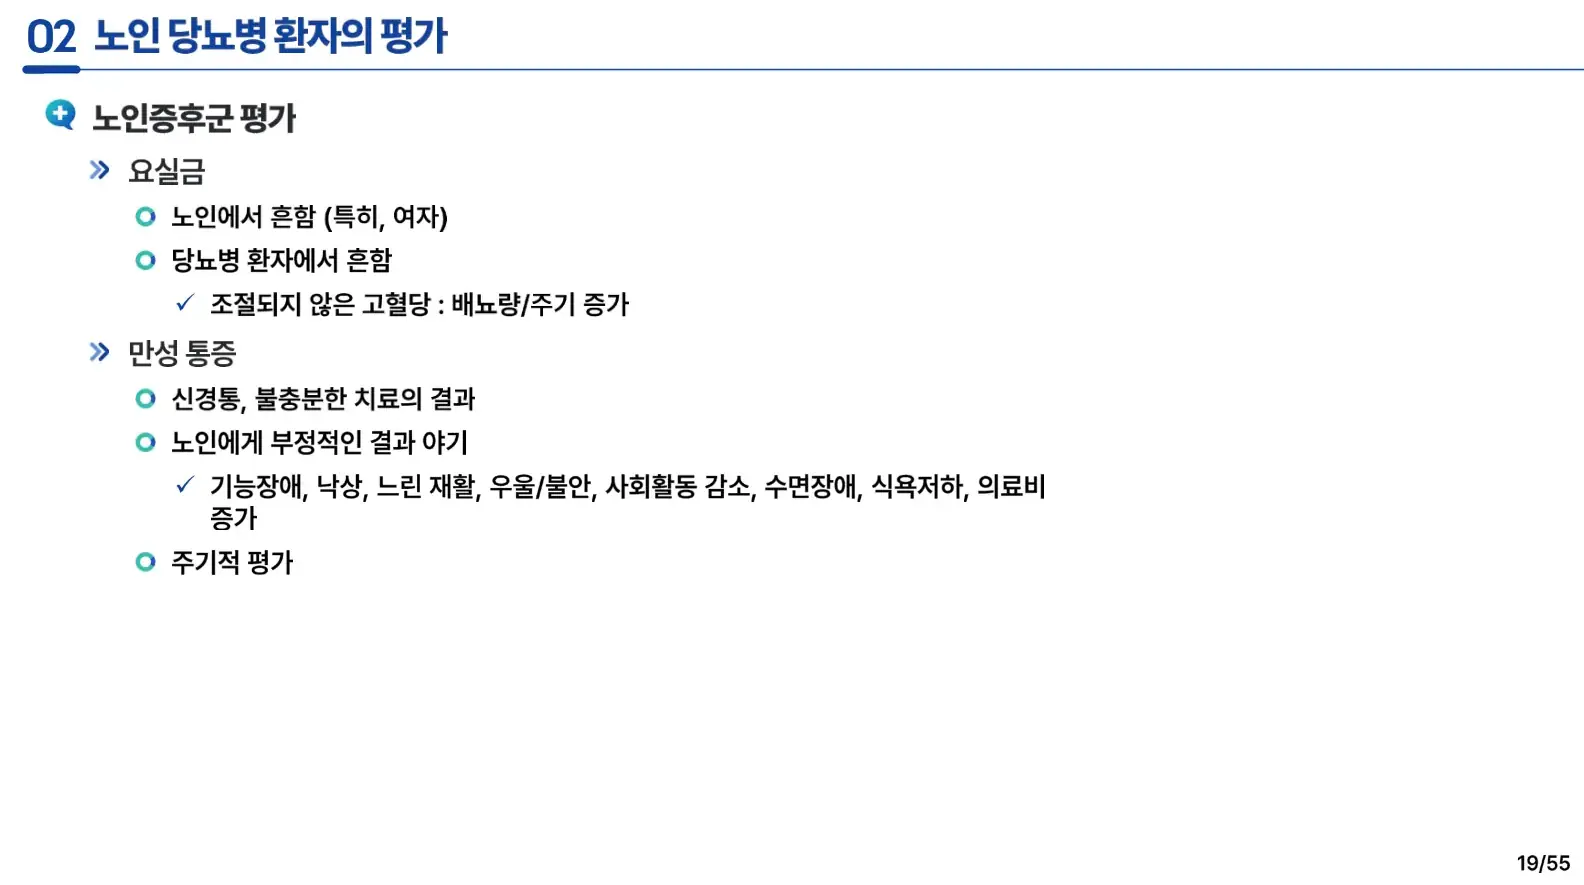 02 노인 당뇨병 환자의 평가
노인증후군 평가
요실금
노인에서 흔함 (특히, 여자)
당뇨병 환자에서 흔함
조절되지 않은 고혈당 : 배뇨량/주기 증가
만성 통증
신경통, 불충분한 치료의 결과
노인에게 부정적인 결과 야기
기능장애, 낙상, 느린 재활, 우울/불안, 사회활동 감소, 수면장애, 식욕저하, 의료비
증가
주기적 평가
19/55